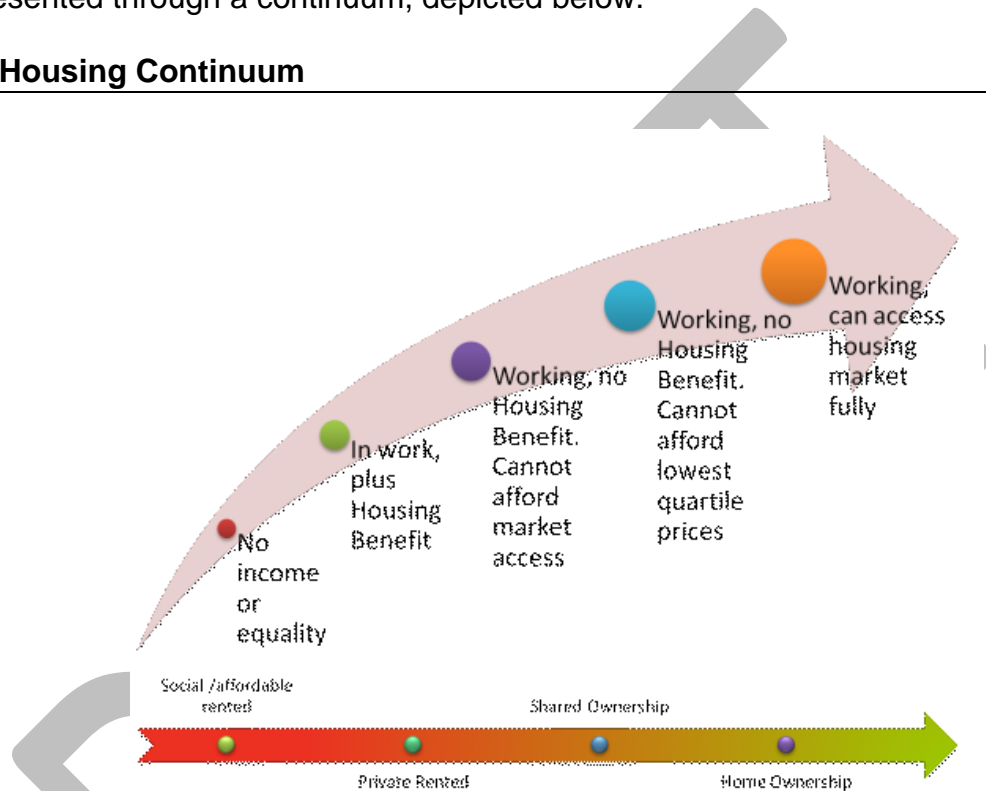 esented through a continuum, depicted below.
Housing Continuum
No
income
or
equality
In work,
plus
Housing
Benefit
Working, no
Housing
Benefit.
Cannot
afford
market
access
Working, no
Housing
Benefit.
Cannot
afford
lowest
quartile
prices
Working,
can access
housing
market
fully
Social /affordable
rented
Shared Ownership
Private Rented
Home Ownership